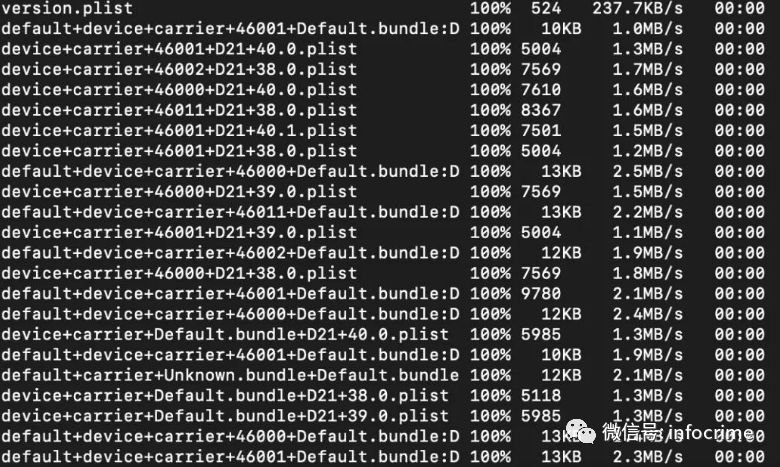 version.plist 100% 524 237.7KB/s 00:00
default+device+carrier+46001+Default.bundle:D 100% 10KB 1.0MB/s 00:00
device+carrier+46001+D21+40.0.plist 100% 5004 1.3MB/s 00:00
device+carrier+46002+D21+38.0.plist 100% 7569 1.7MB/s 00:00
device+carrier+46000+D21+40.0.plist 100% 7610 1.6MB/s 00:00
device+carrier+46011+D21+38.0.plist 100% 8367 1.6MB/s 00:00
device+carrier+46001+D21+40.1.plist 100% 7501 1.5MB/s 00:00
device+carrier+46001+D21+38.0.plist 100% 5004 1.2MB/s 00:00
default+device+carrier+46000+Default.bundle:D 100% 13KB 2.5MB/s 00:00
device+carrier+46000+D21+39.0.plist 100% 7569 1.5MB/s 00:00
default+device+carrier+46011+Default.bundle:D 100% 13KB 2.2MB/s 00:00
device+carrier+46001+D21+39.0.plist 100% 5004 1.1MB/s 00:00
default+device+carrier+46002+Default.bundle:D 100% 12KB 1.9MB/s 00:00
device+carrier+46000+D21+38.0.plist 100% 7569 1.8MB/s 00:00
default+device+carrier+46001+Default.bundle:D 100% 9780 2.1MB/s 00:00
default+device+carrier+46000+Default.bundle:D 100% 12KB 2.4MB/s 00:00
device+carrier+Default.bundle+D21+40.0.plist 100% 5985 1.3MB/s 00:00
default+device+carrier+46001+Default.bundle:D 100% 10KB 1.9MB/s 00:00
default+carrier+Unknown.bundle+Default.bundle 100% 12KB 2.1MB/s 00:00
device+carrier+Default.bundle+D21+38.0.plist 100% 5118 1.3MB/s 00:00
device+carrier+Default.bundle+D21+39.0.plist 100% 5985 1.3MB/s 00:00
default+device+carrier+46000+Default.bundle:D 100% 13KB 00:00
微信号: infocrime
default+device+carrier+46001+Default.bundle:D 100% 13KB 2.3MB/s 00:00